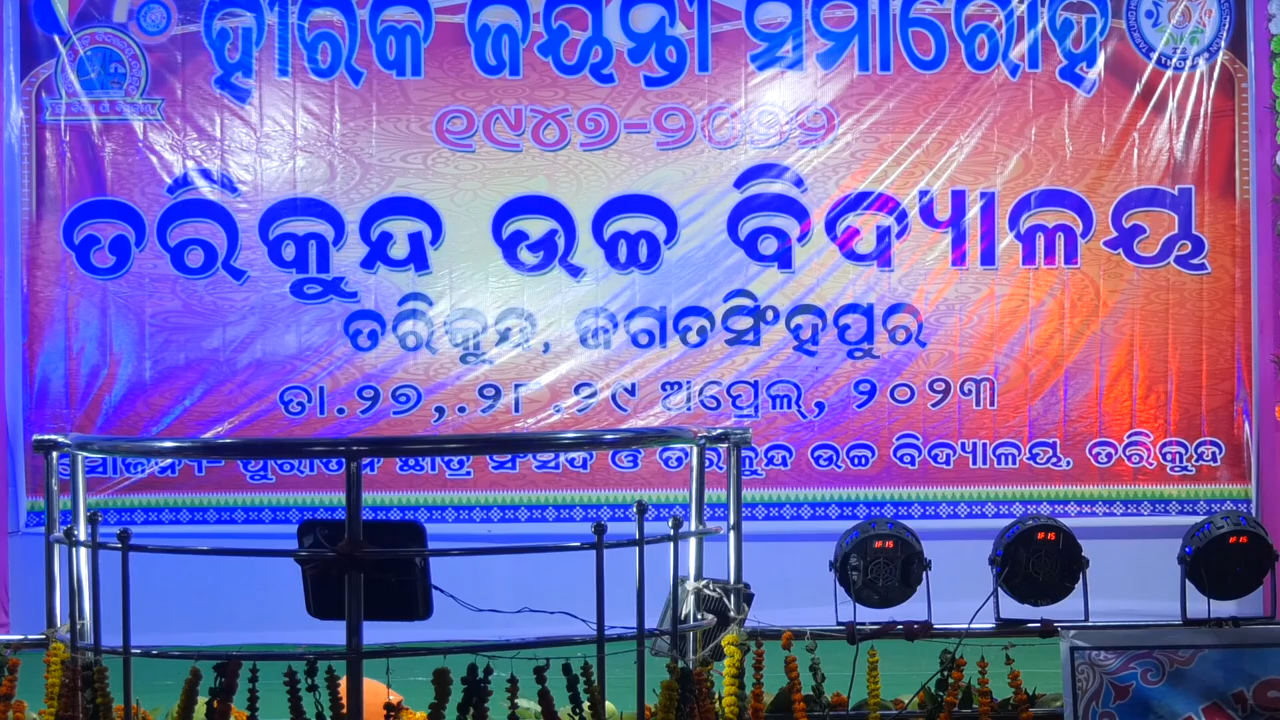 ହୀରକ ଜୟନ୍ତୀ ସମାରୋହ
୧୯୪୭-୨୦୨୨
ତରିକୁନ୍ଦ ଉଚ୍ଚ ବିଦ୍ୟାଳୟ
ତରିକୁନ୍ଦ, ଜଗତସିଂହପୁର
ତା.୨୭,.୨୮.୨୯ ଅପ୍ରେଲ୍, ୨୦୨୩
ପୁରାତନ ଛାତ୍ର ସଂସଦ ଓ ତରିକୁନ୍ଦ ଉଚ୍ଚ ବିଦ୍ୟାଳୟ, ତରିକୁନ୍ଦ